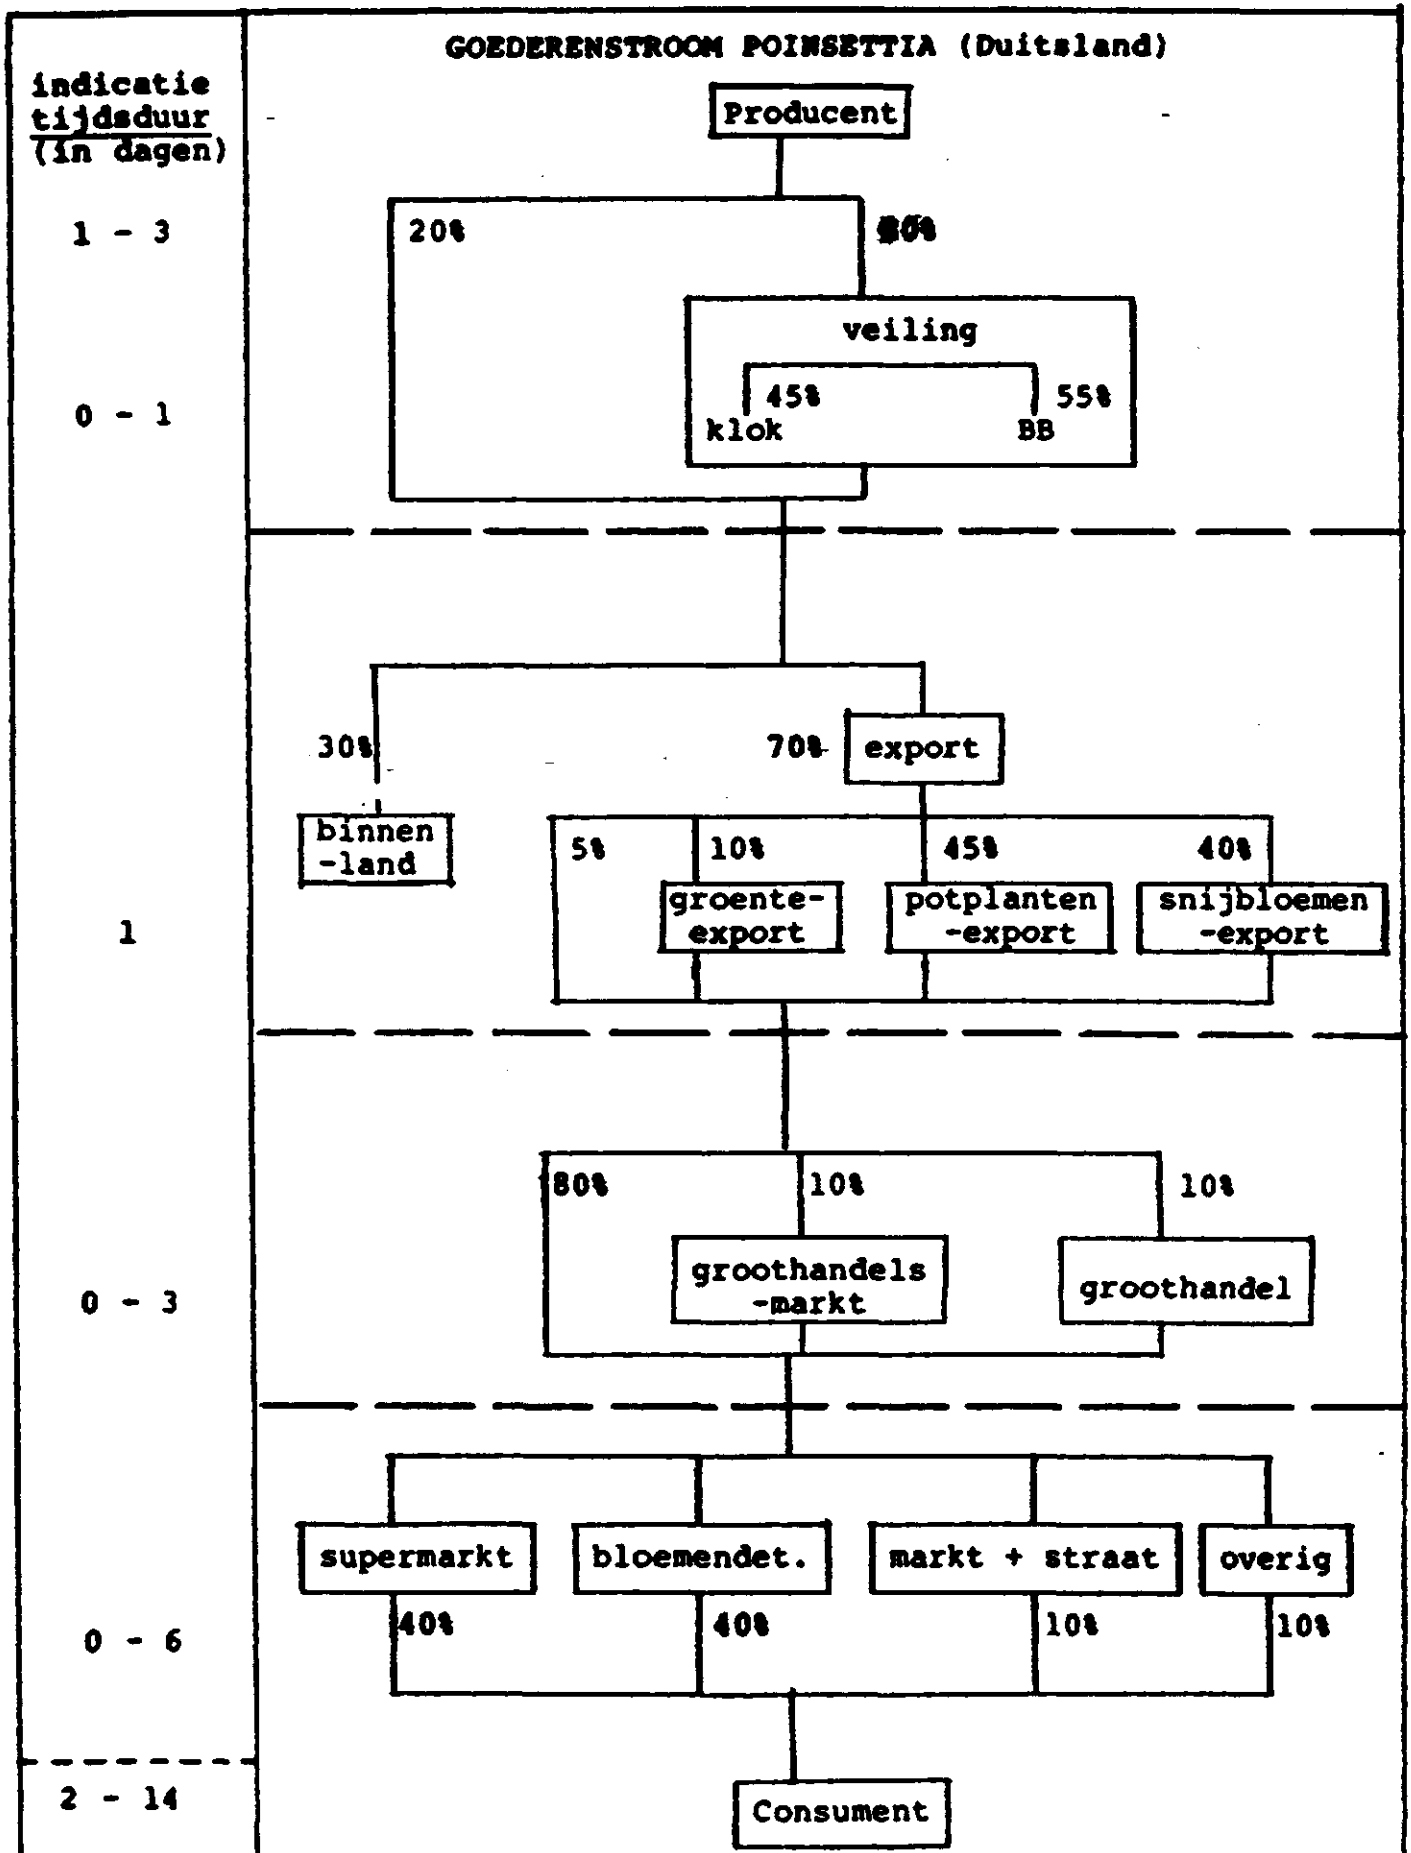 GOEDERENSTROOM POINSETTIA (Duitsland)
indicatie
tijdsduur
(in dagen)
Producent
1 - 3
20%
veiling
45%
55%
0 - 1
klok
BB
30%
70%
export
binnen
-land
5%
10%
45%
40%
groente-
export
potplanten
-export
snijbloemen
-export
1
80%
10%
10%
groothandels
-markt
groothandel
0 - 3
supermarkt
bloemendet.
markt + straat
overig
40%
40%
10%
10%
0 - 6
2 - 14
Consument